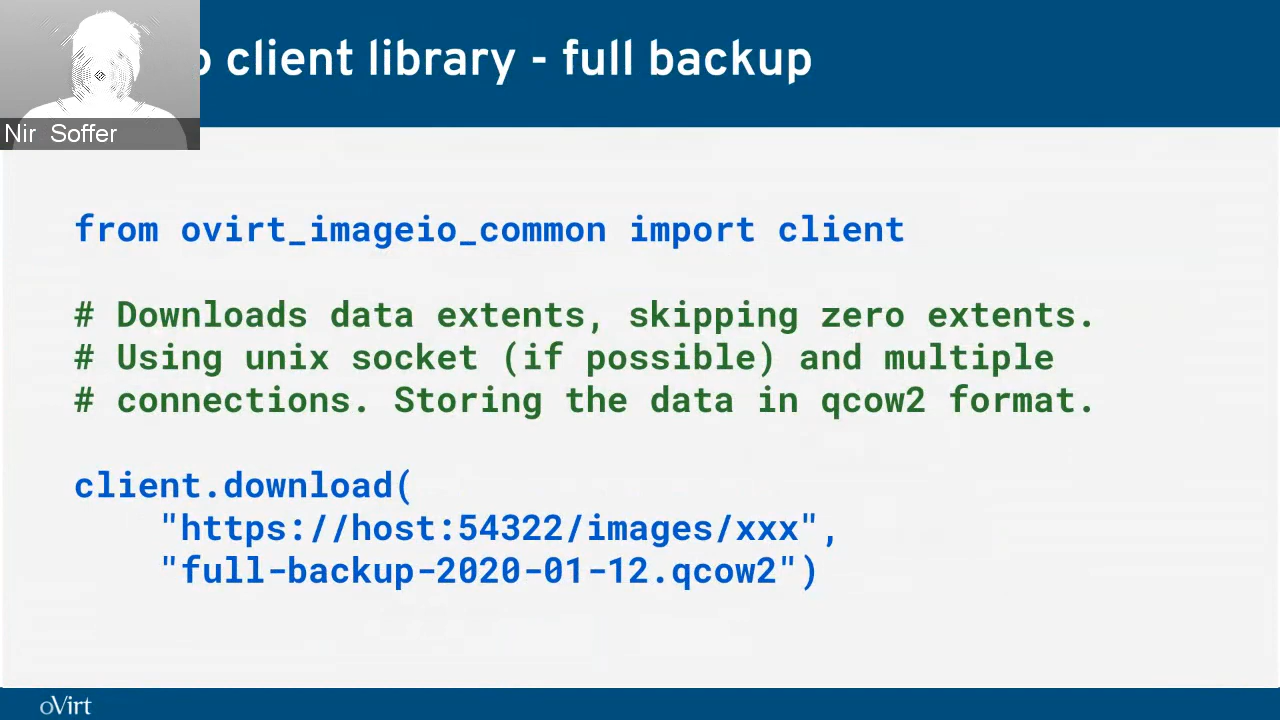 o client library - full backup
Nir Soffer
from ovirt_imageio_common import client
# Downloads data extents, skipping zero extents.
# Using unix socket (if possible) and multiple
# connections. Storing the data in qcow2 format.
client.download(
"https://host:54322/images/xxx",
"full-backup-2020-01-12.qcow2")
oVirt